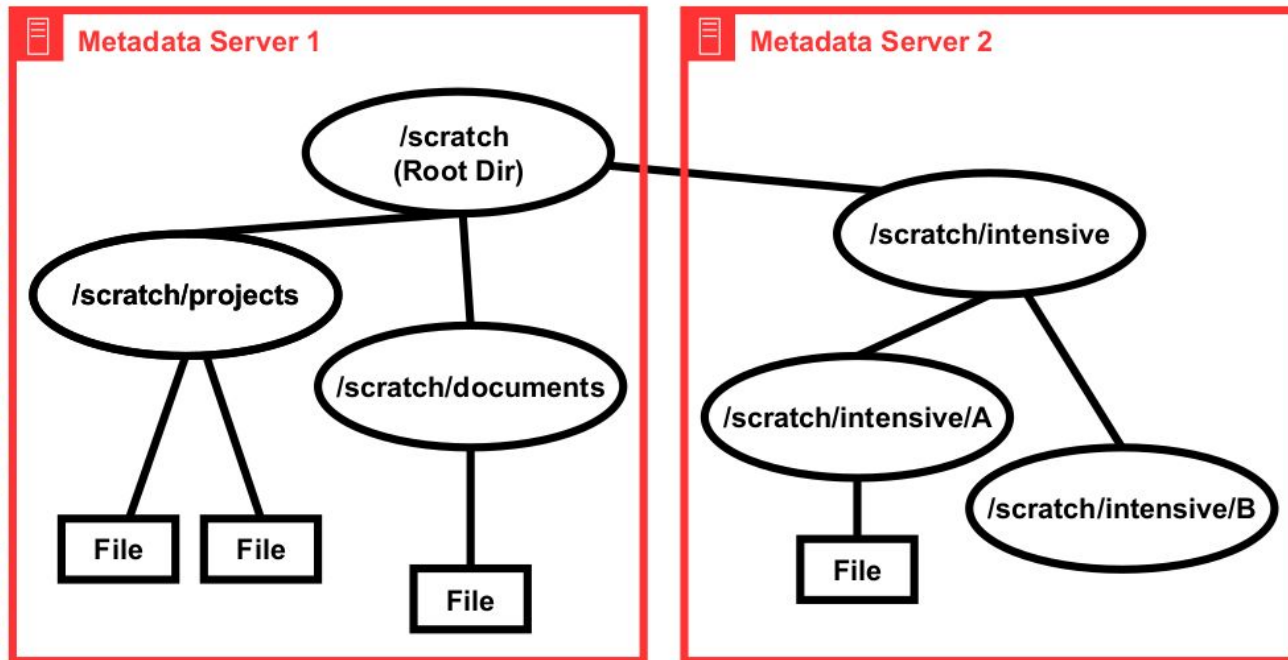 Metadata Server 1
/scratch
(Root Dir)
/scratch/projects
/scratch/documents
File
File
File
Metadata Server 2
/scratch/intensive
/scratch/intensive/A
/scratch/intensive/B
File